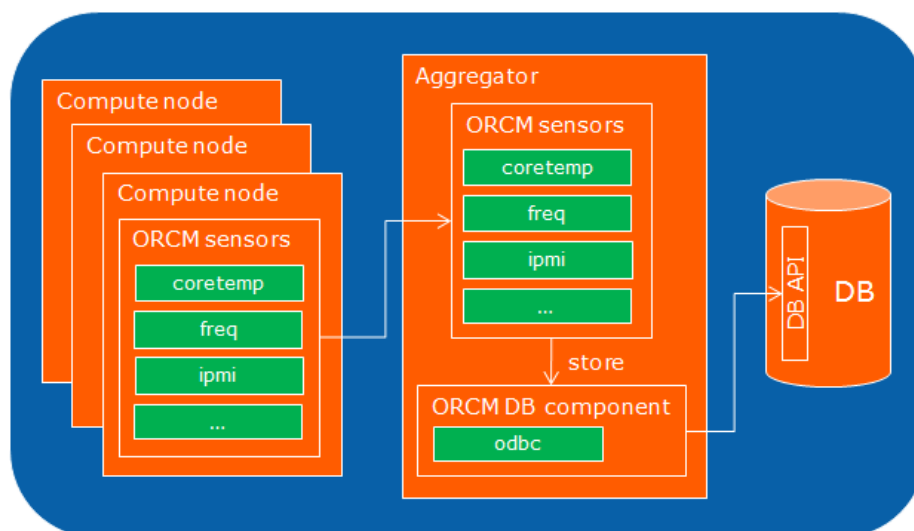 Compute node
Compute node
Compute node
ORCM sensors
coretemp
freq
ipmi
...
Aggregator
ORCM sensors
coretemp
freq
ipmi
...
store
ORCM DB component
odbc
DB API
DB